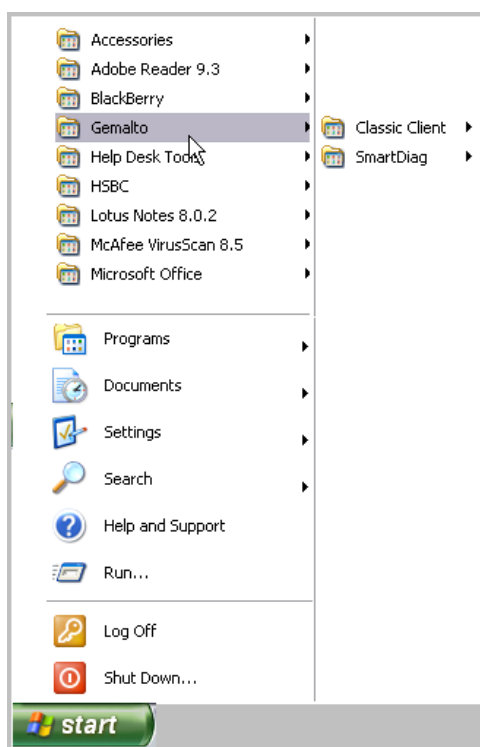 Accessories
Adobe Reader 9.3
BlackBerry
Gemalto
Classic Client
Help Desk Tools
SmartDiag
HSBC
Lotus Notes 8.0.2
McAfee VirusScan 8.5
Microsoft Office
Programs
Documents
Settings
Search
Help and Support
Run...
Log Off
Shut Down...
start